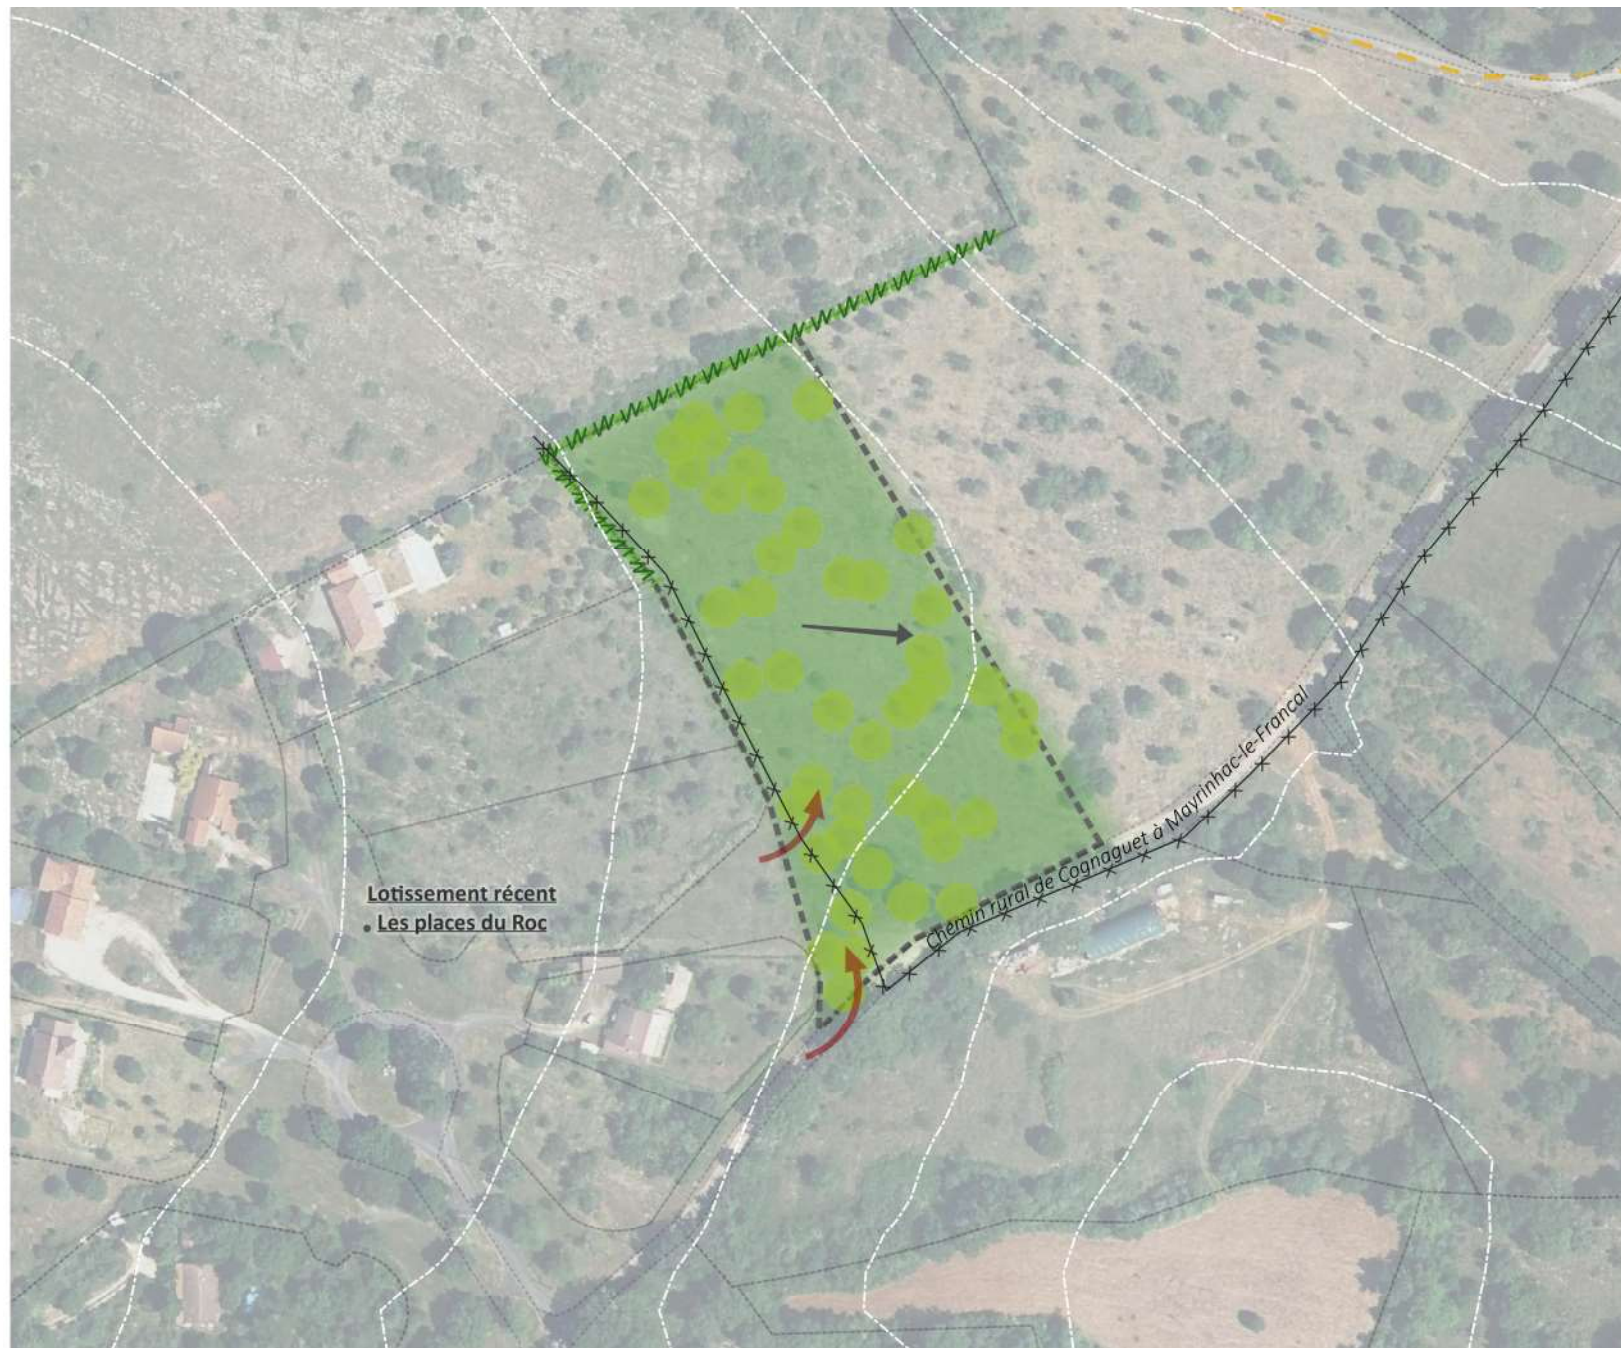 Lotissement récent
Les places du Roc
Chemin rural de Cognaguet à Mayrinhac-le-Francal